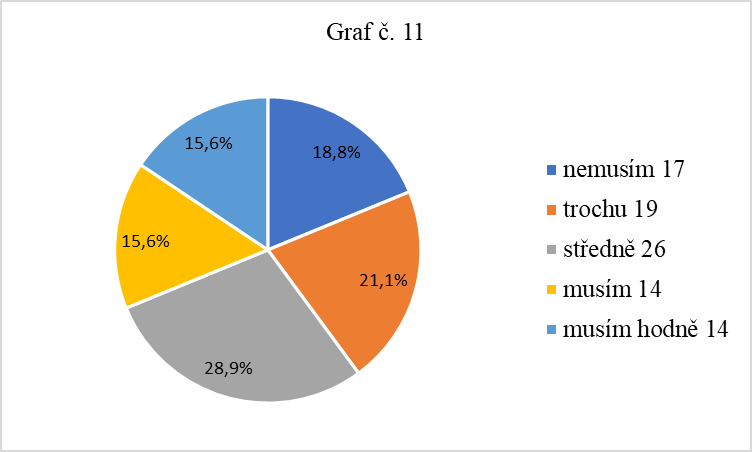 Graf č. 11
15,6%
18,8%
15,6%
21,1%
28,9%
nemusím 17
trochu 19
středně 26
musím 14
musím hodně 14